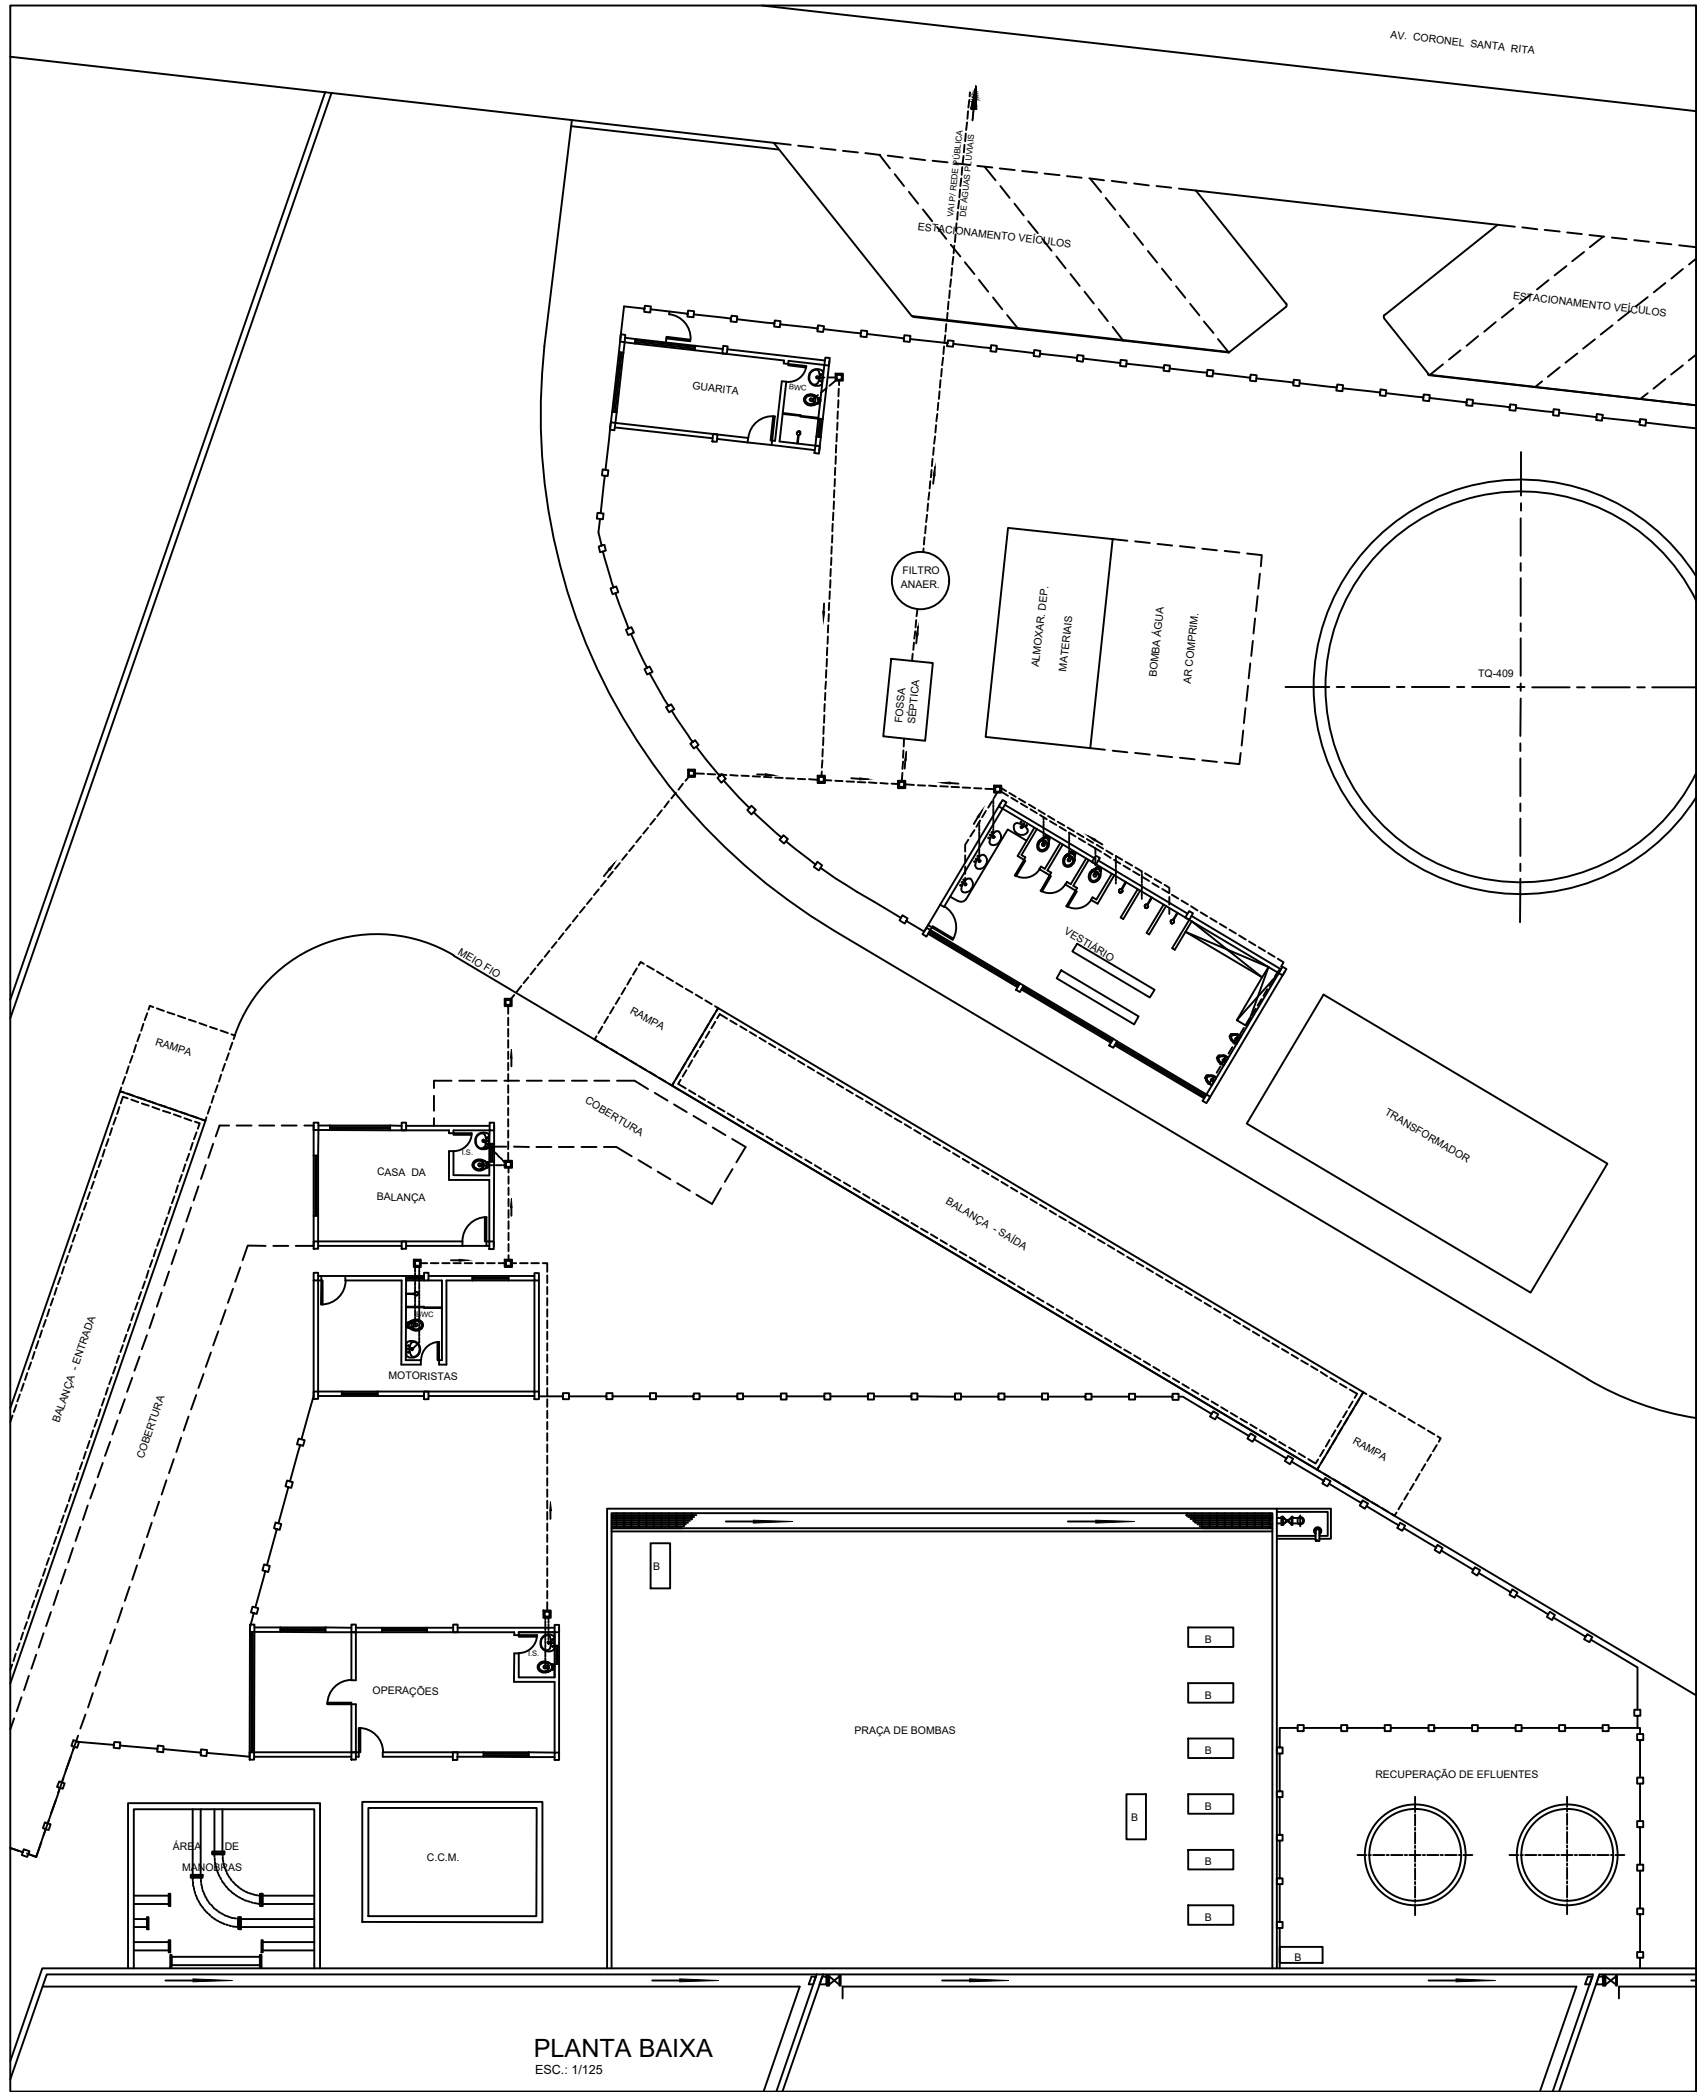 AV. CORONEL SANTA RITA
VAI P/ REDE PÚBLICA
DE ÁGUAS PLUVIAIS
ESTACIONAMENTO VEÍCULOS
ESTACIONAMENTO VEÍCULOS
GUARITA
BWC
FILTRO
ANAER.
ALMOXAR. DEP.
MATERIAIS
BOMBA ÁGUA
AR COMPRIM.
TQ-409
FOSSA
SÉPTICA
VESTIÁRIO
MEIO FIO
RAMPA
RAMPA
COBERTURA
TRANSFORMADOR
CASA DA
BALANÇA
I.S.
BALANÇA - SAÍDA
BWC
MOTORISTAS
BALANÇA - ENTRADA
COBERTURA
RAMPA
B
B
I.S.
OPERAÇÕES
B
PRAÇA DE BOMBAS
B
RECUPERAÇÃO DE EFLUENTES
B
B
ÁREA DE
MANOBRAS
C.C.M.
B
B
B
PLANTA BAIXA
ESC.: 1/125